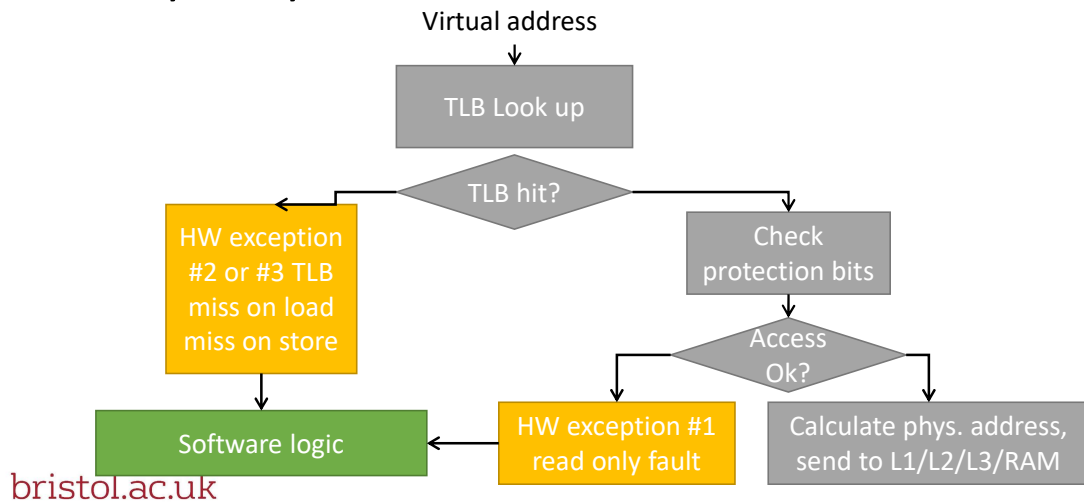 Virtual address
TLB Look up
TLB hit?
HW exception
#2 or #3 TLB
miss on load
miss on store
Check
protection bits
Access
Ok?
Software logic
HW exception #1
read only fault
Calculate phys. address,
send to L1/L2/L3/RAM
bristol.ac.uk